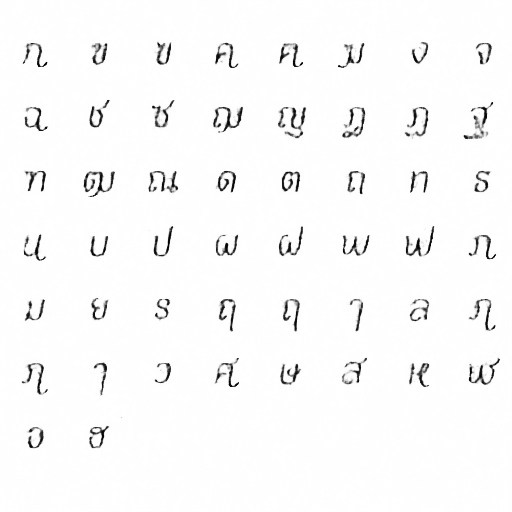 ก ข ฃ ค ฅ ฆ ง จ
ฉ ช ซ ฌ ญ ฎ ฏ ฐ
ฑ ฒ ณ ด ต ถ ท ธ
น บ ป ผ ฝ พ ฟ ภ
ม ย ร ฤ ฤ ๅ ล ฦ
ฦ ๅ ว ศ ษ ส ห ฬ
อ ฮ